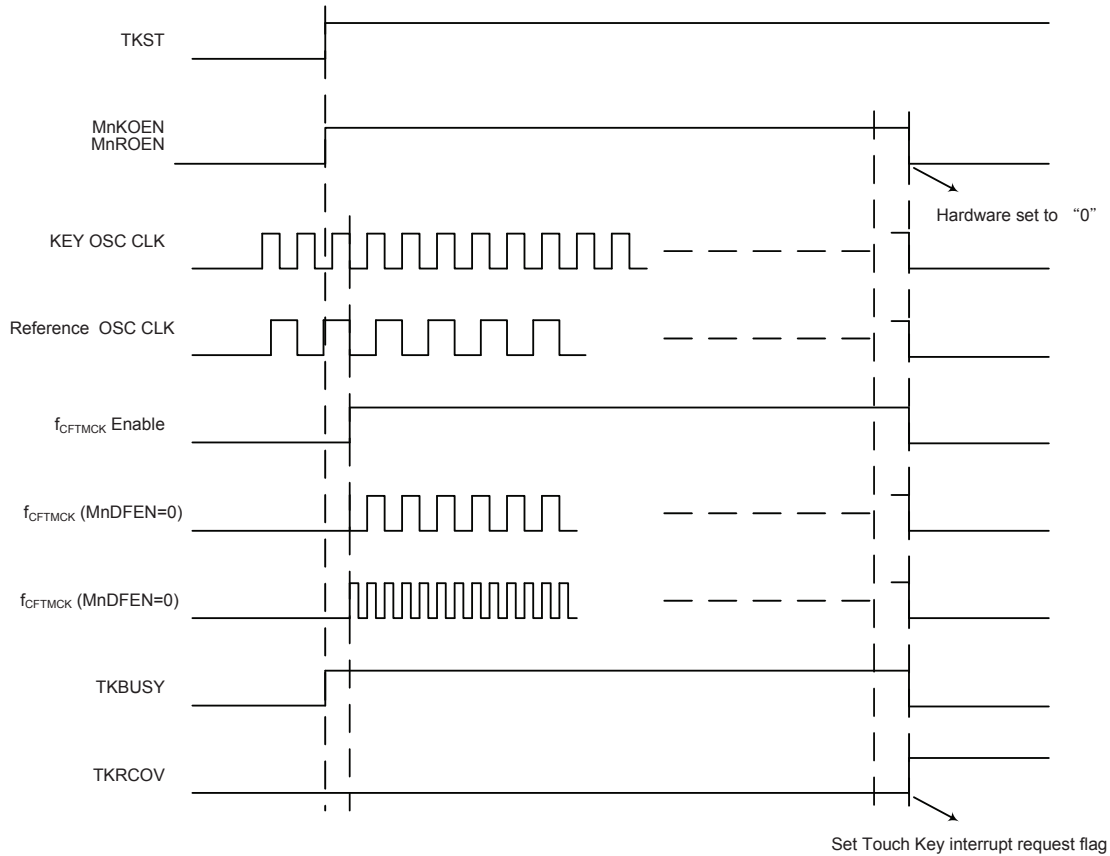 TKST
MnKOEN
MnROEN
Hardware set to “0”
KEY OSC CLK
Reference OSC CLK
fCFTMCK Enable
fCFTMCK (MnDFEN=0)
fCFTMCK (MnDFEN=0)
TKBUSY
TKRCOV
Set Touch Key interrupt request flag